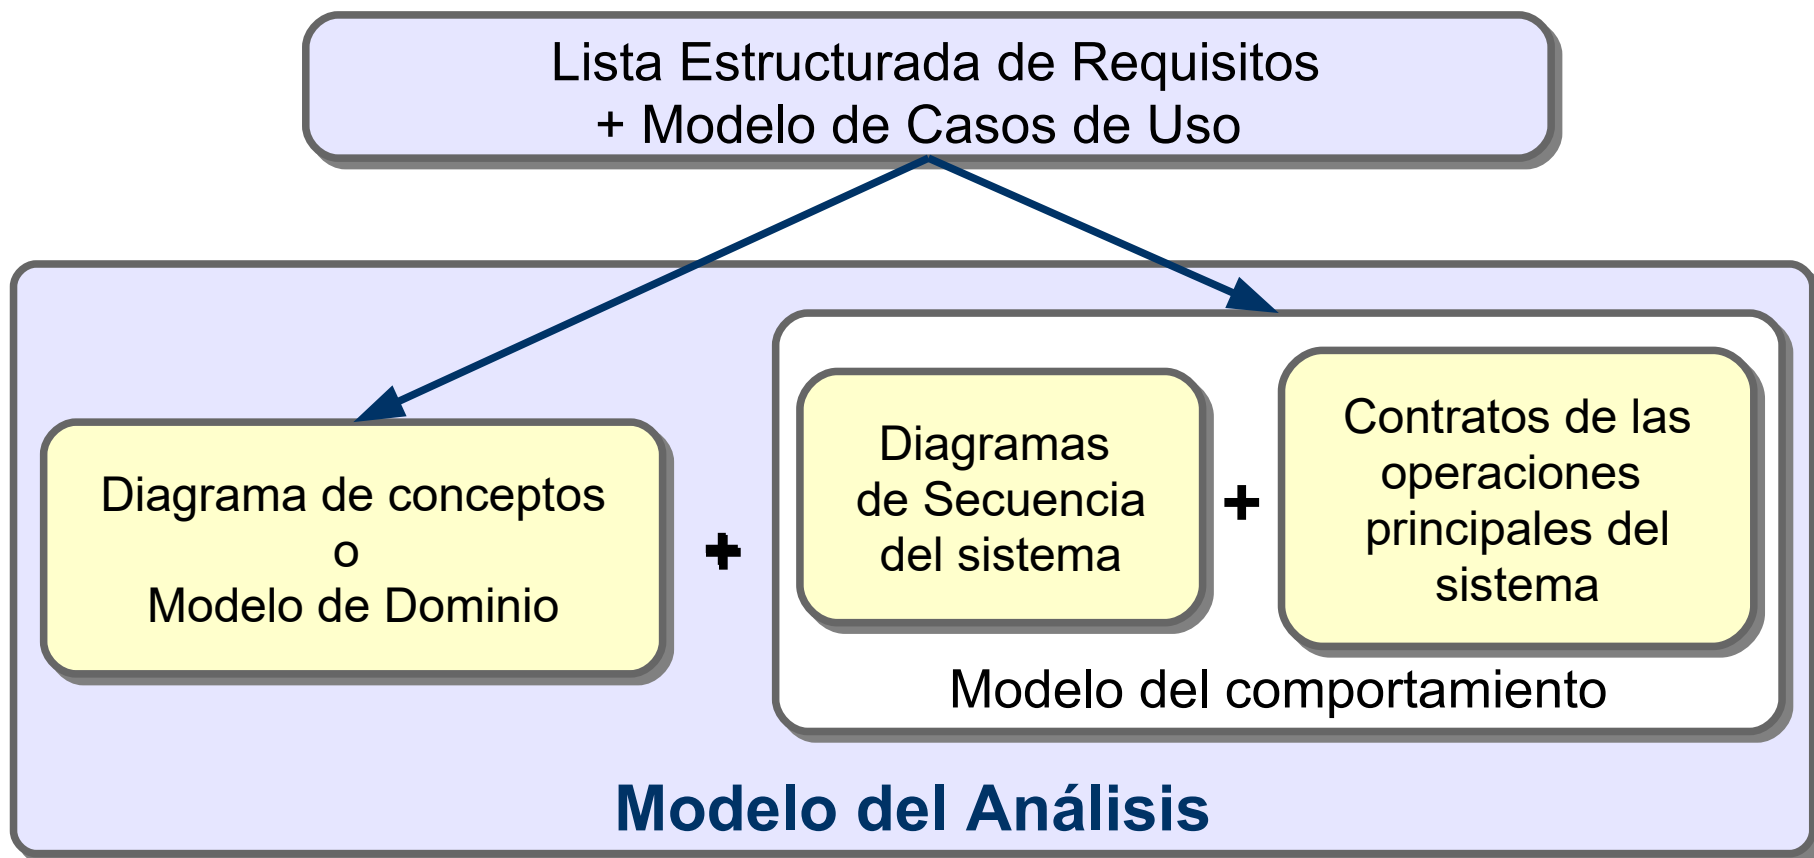 Lista Estructurada de Requisitos
+ Modelo de Casos de Uso
Diagrama de conceptos
o
Modelo de Dominio
+
Diagramas
de Secuencia
del sistema
+
Contratos de las
operaciones
principales del
sistema
Modelo del comportamiento
Modelo del Análisis